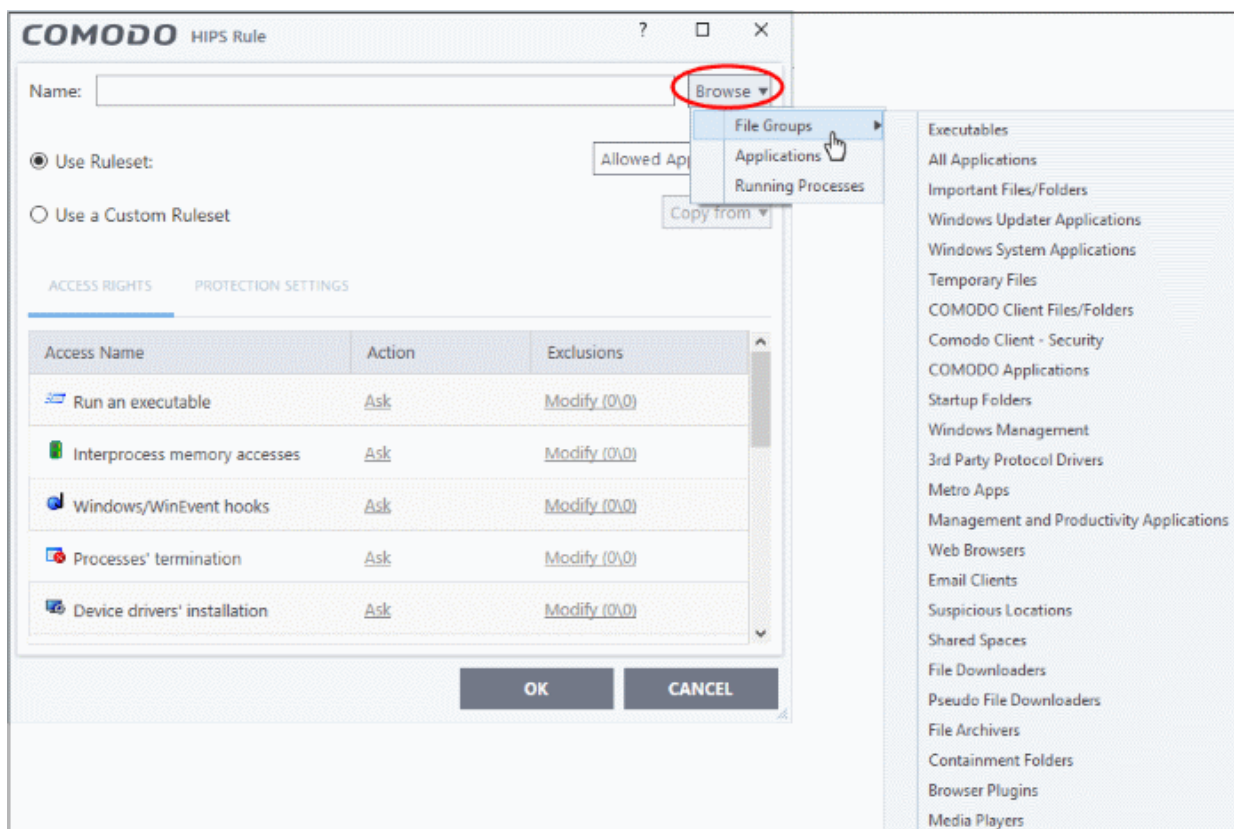 COMODO HIPS Rule ?
Name: Browse
File Groups
Applications
Running Processes
Use Ruleset: Allowed App
Use a Custom Ruleset Copy from
ACCESS RIGHTS PROTECTION SETTINGS
Access Name Action Exclusions
Run an executable Ask Modify (0\0)
Interprocess memory accesses Ask Modify (0\0)
Windows/WinEvent hooks Ask Modify (0\0)
Processes' termination Ask Modify (0\0)
Device drivers' installation Ask Modify (0\0)
OK CANCEL
Executables
All Applications
Important Files/Folders
Windows Updater Applications
Windows System Applications
Temporary Files
COMODO Client Files/Folders
Comodo Client - Security
COMODO Applications
Startup Folders
Windows Management
3rd Party Protocol Drivers
Metro Apps
Management and Productivity Applications
Web Browsers
Email Clients
Suspicious Locations
Shared Spaces
File Downloaders
Pseudo File Downloaders
File Archivers
Containment Folders
Browser Plugins
Media Players